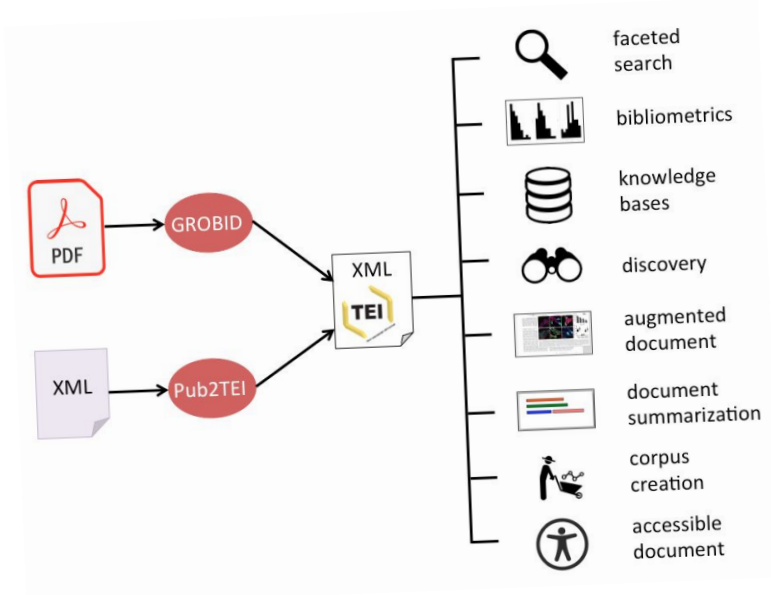 PDF
GROBID
XML
Pub2TEI
XML
TEI
faceted
search
bibliometrics
knowledge
bases
discovery
augmented
document
document
summarization
corpus
creation
accessible
document